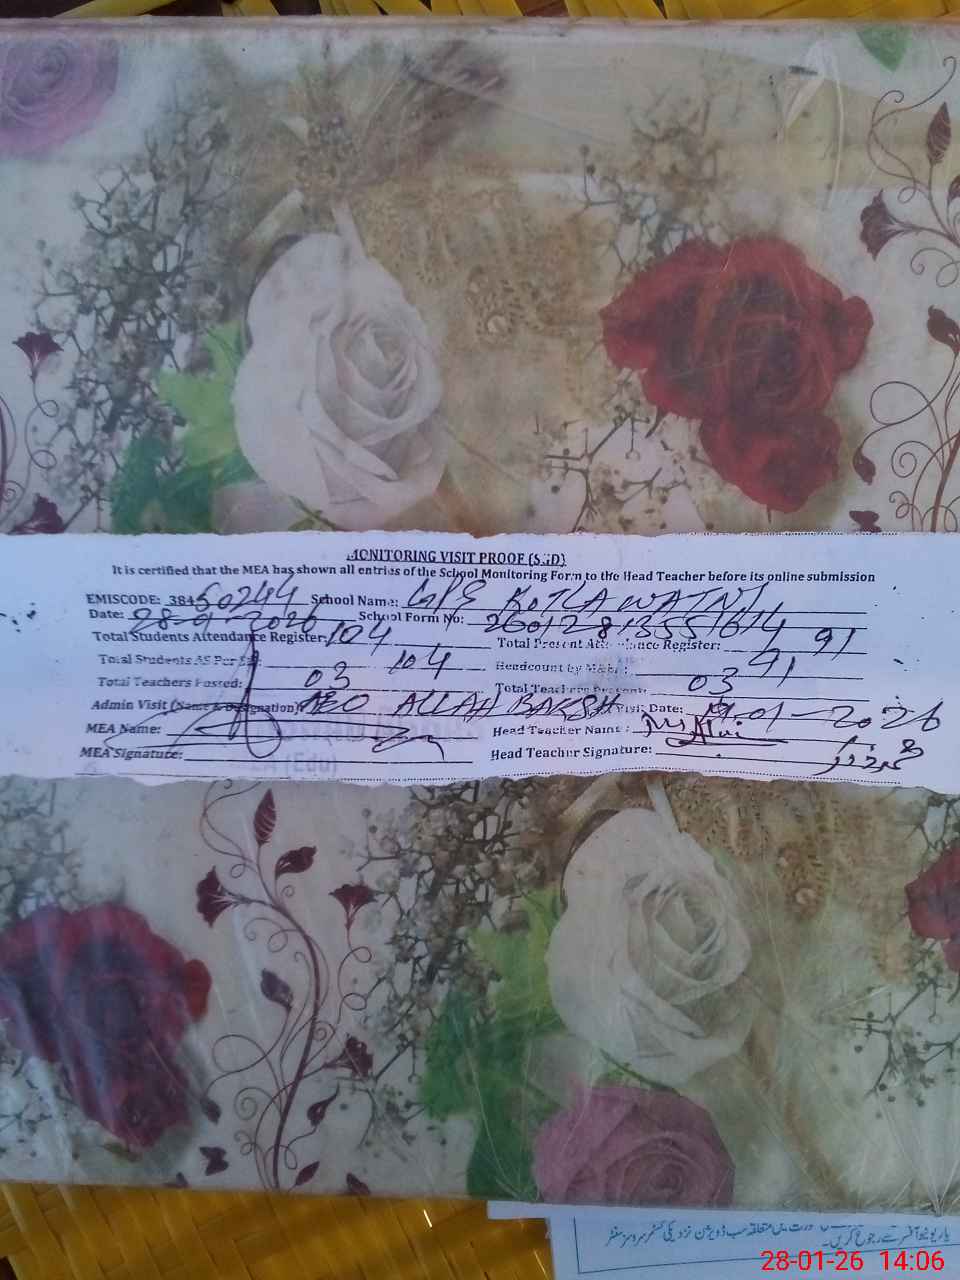 MONITORING VISIT PROOF (SED)
It is certified that the MEA has shown all entries of the School Monitoring Form to the Head Teacher before its online submission
EMISCODE: 38450244 School Name: GPS KOTLA WATNI
Date: 28-01-2026 School Form No: 26012813551614
Total Students Attendance Register: 104 Total Present Attendance Register: 91
Total Students AS Per 104 Headcount by MEA: 91
Total Teachers Posted: 03 Total Teachers Present: 03
Admin Visit (Name & Designation) AEO ALLAH BAKSH Visit Date: 19-01-2026
MEA Name: Head Teacher Name:
MEA Signature: Head Teacher Signature:
28-01-26 14:06